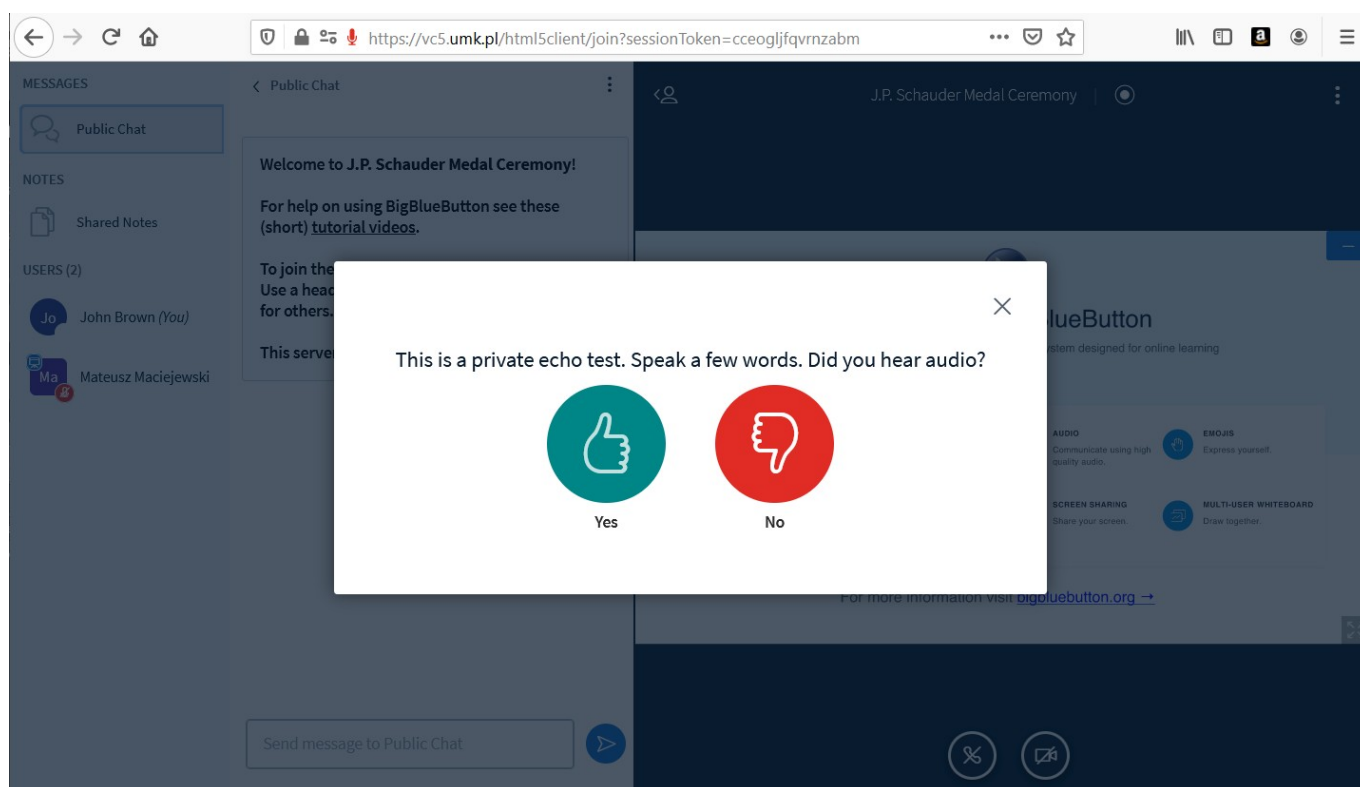 https://vc5.umk.pl/html5client/join?sessionToken=cceogljfqvrnzabm
MESSAGES
Public Chat
NOTES
Shared Notes
USERS (2)
Jo
John Brown (You)
Ma
Mateusz Maciejewski
Public Chat
Welcome to J.P. Schauder Medal Ceremony!
For help on using BigBlueButton see these
(short) tutorial videos.
To join the
Use a head
for others.
This serve
Send message to Public Chat
J.P. Schauder Medal Ceremony
This is a private echo test. Speak a few words. Did you hear audio?
Yes
No
lueButton
stem designed for online learning
AUDIO
Communicate using high
quality audio.
EMOJIS
Express yourself.
SCREEN SHARING
Share your screen.
MULTI-USER WHITEBOARD
Draw together.
For more information visit bigbluebutton.org →